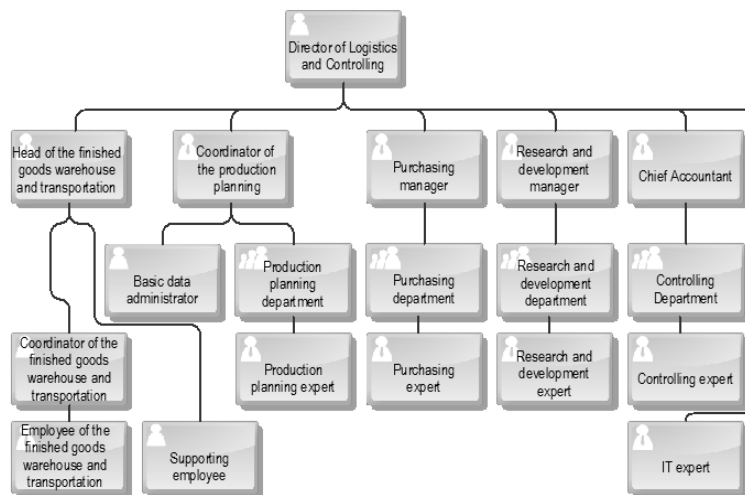 Director of Logistics
and Controlling
Head of the finished
goods warehouse
and transportation
Coordinator of
the production
planning
Purchasing
manager
Research and
development
manager
Chief Accountant
Basic data
administrator
Production
planning
department
Purchasing
department
Research and
development
department
Controlling
Department
Coordinator of the
finished goods
warehouse and
transportation
Production
planning expert
Purchasing
expert
Research and
development
expert
Controlling expert
Employee of the
finished goods
warehouse and
transportation
Supporting
employee
IT expert